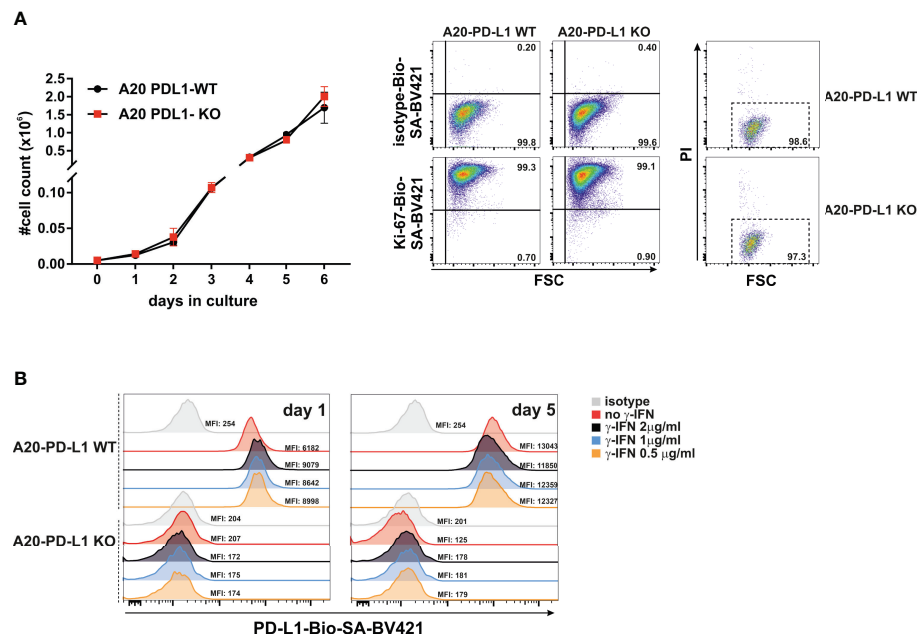 A
A20 PDL1-WT
A20 PDL1- KO
#cell count (x10⁶)
2.5
2.0
1.5
1.0
0.5
0.10
0.05
0.00
0 1 2 3 4 5 6
days in culture
A20-PD-L1 WT A20-PD-L1 KO
isotype-Bio-
SA-BV421
0.20
0.40
99.8
99.6
Ki-67-Bio-
SA-BV421
99.3
99.1
0.70
0.90
FSC
PI
98.6
97.3
FSC
A20-PD-L1 WT
A20-PD-L1 KO
B
day 1
day 5
A20-PD-L1 WT
A20-PD-L1 KO
MFI: 254
MFI: 6182
MFI: 9079
MFI: 8642
MFI: 8998
MFI: 204
MFI: 207
MFI: 172
MFI: 175
MFI: 174
MFI: 254
MFI: 13043
MFI: 11850
MFI: 12359
MFI: 12327
MFI: 201
MFI: 125
MFI: 178
MFI: 181
MFI: 179
isotype
no γ-IFN
γ-IFN 2μg/ml
γ-IFN 1μg/ml
γ-IFN 0.5 μg/ml
PD-L1-Bio-SA-BV421